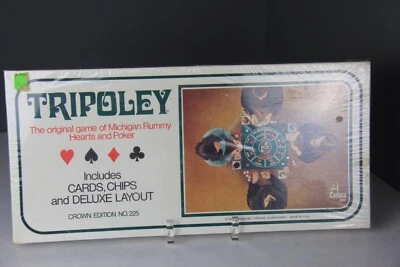 TRIPOLEY
The original game of Michigan Rummy
Hearts and Poker
Includes
CARDS, CHIPS
and DELUXE LAYOUT
CROWN EDITION NO. 225